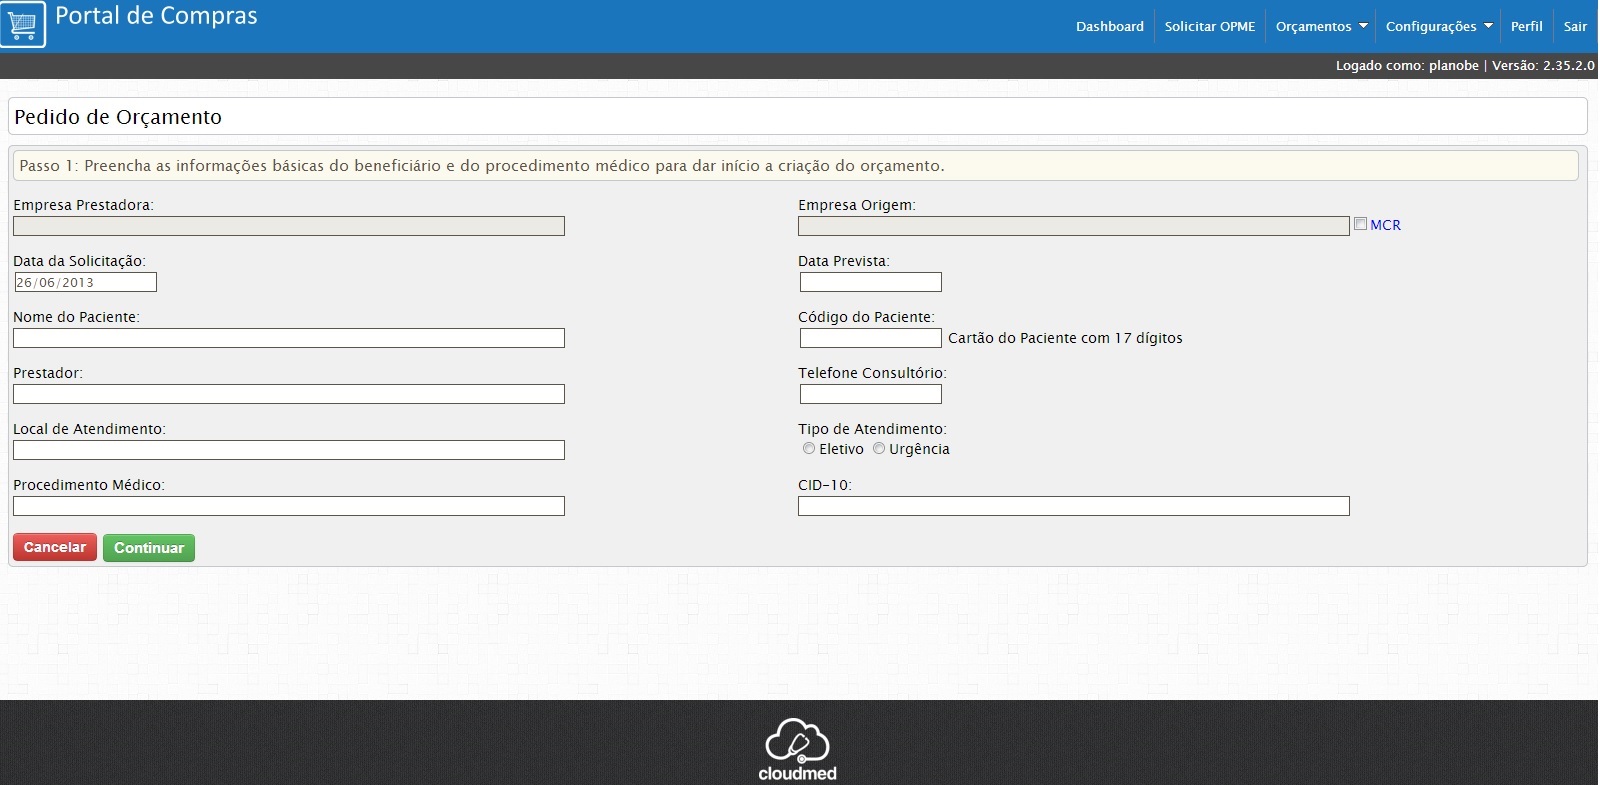 Portal de Compras
Dashboard Solicitar OPME Orçamentos Configurações Perfil Sair
Logado como: planobe | Versão: 2.35.2.0
Pedido de Orçamento
Passo 1: Preencha as informações básicas do beneficiário e do procedimento médico para dar início a criação do orçamento.
Empresa Prestadora: Empresa Origem:
MCR
Data da Solicitação: Data Prevista:
26/06/2013
Nome do Paciente: Código do Paciente:
Cartão do Paciente com 17 dígitos
Prestador: Telefone Consultório:
Local de Atendimento: Tipo de Atendimento:
Eletivo Urgência
Procedimento Médico: CID-10:
Cancelar Continuar
cloudmed